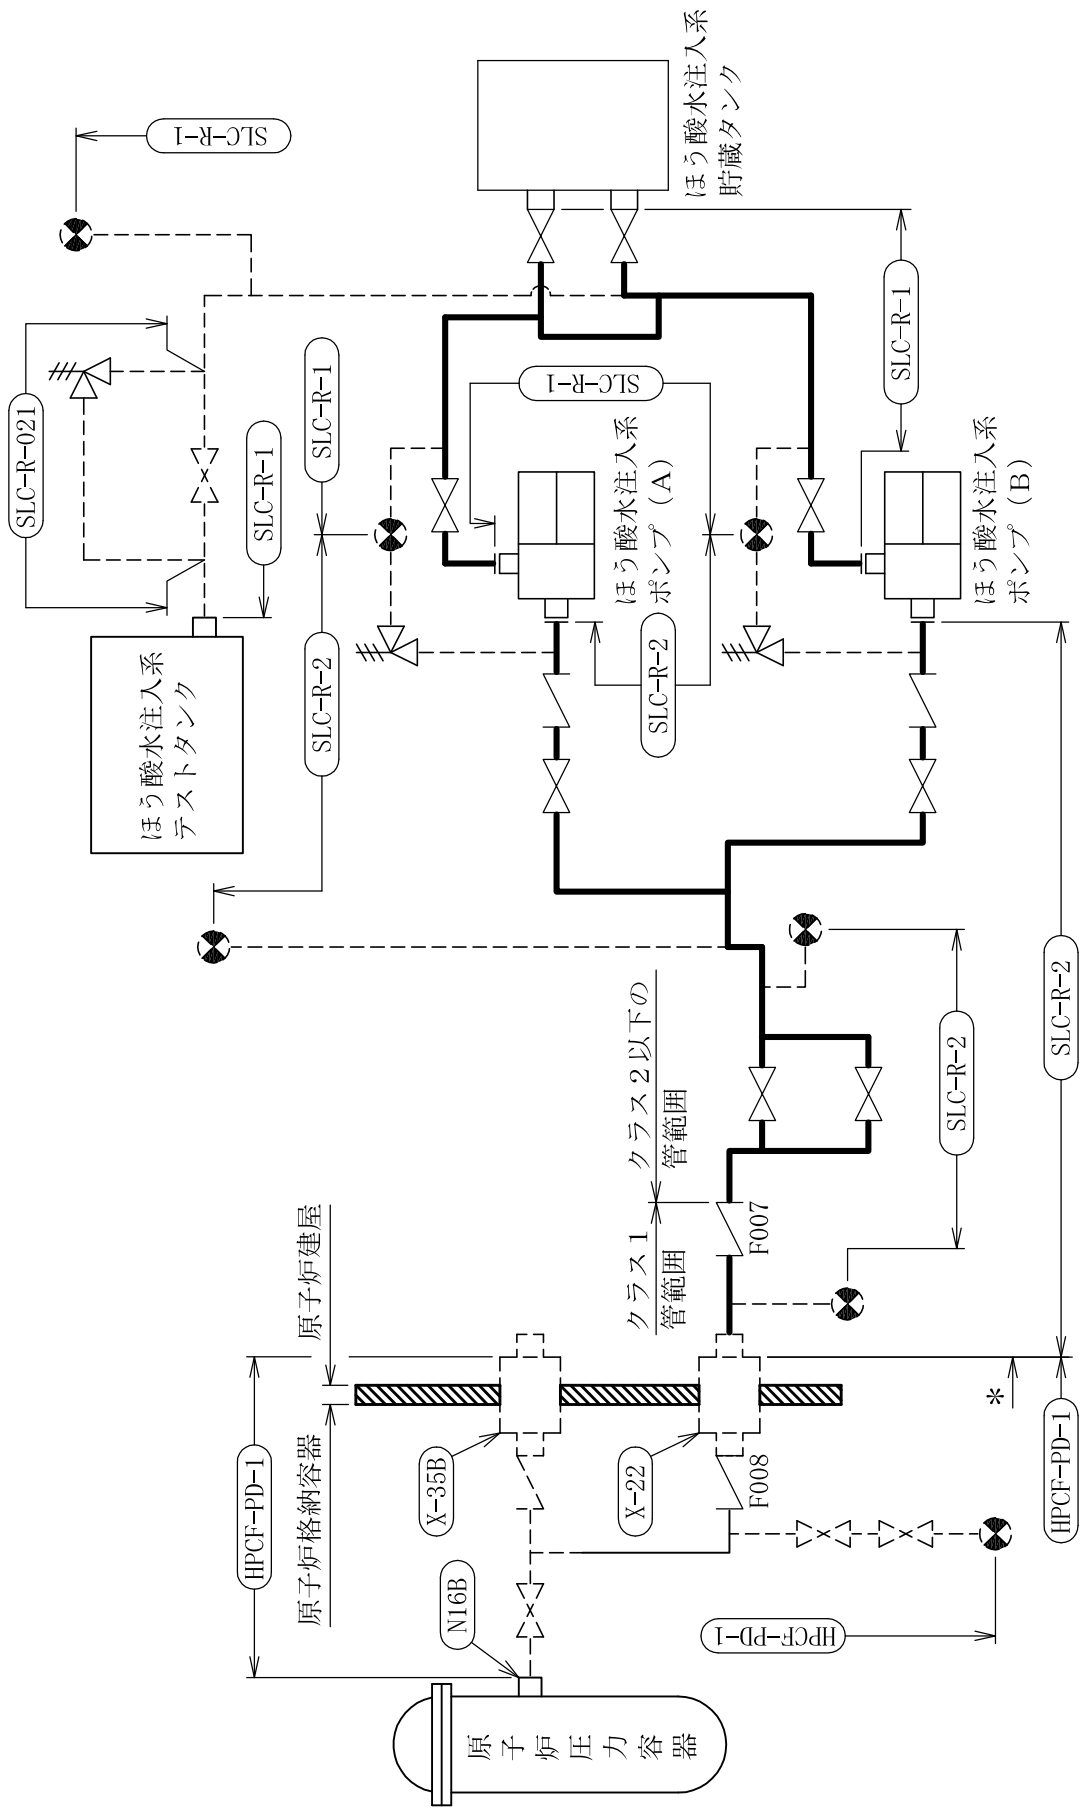 原子炉圧力容器
N16B
HPCF-PD-1
原子炉格納容器
原子炉建屋
X-35B
X-22
F008
HPCF-PD-1
HPCF-PD-1
*
クラス1
管範囲
クラス2以下の
管範囲
F007
SLC-R-2
SLC-R-2
ほう酸水注入系
テストタンク
SLC-R-2
SLC-R-1
SLC-R-1
SLC-R-021
SLC-R-1
SLC-R-2
SLC-R-1
ほう酸水注入系
ポンプ(A)
ほう酸水注入系
ポンプ(B)
SLC-R-1
ほう酸水注入系
貯蔵タンク